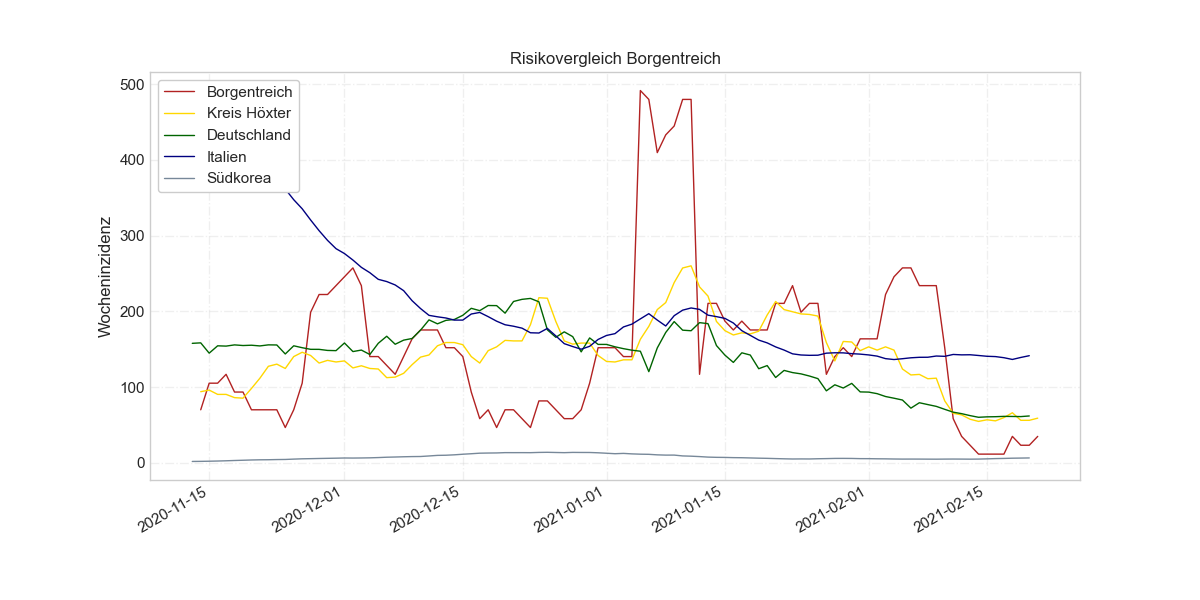 Risikovergleich Borgentreich
Wocheninzidenz
500
400
300
200
100
0
Borgentreich
Kreis Höxter
Deutschland
Italien
Südkorea
2020-11-15
2020-12-01
2020-12-15
2021-01-01
2021-01-15
2021-02-01
2021-02-15